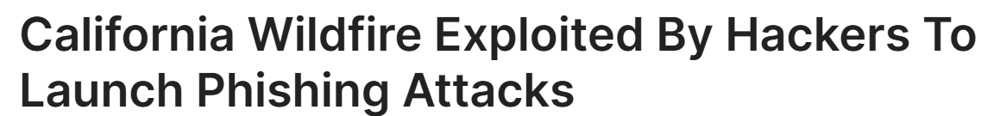 California Wildfire Exploited By Hackers To
Launch Phishing Attacks